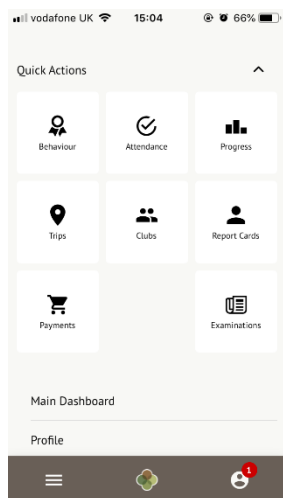 vodafone UK 15:04 66%
Quick Actions
Behaviour Attendance Progress
Trips Clubs Report Cards
Payments Examinations
Main Dashboard
Profile
1